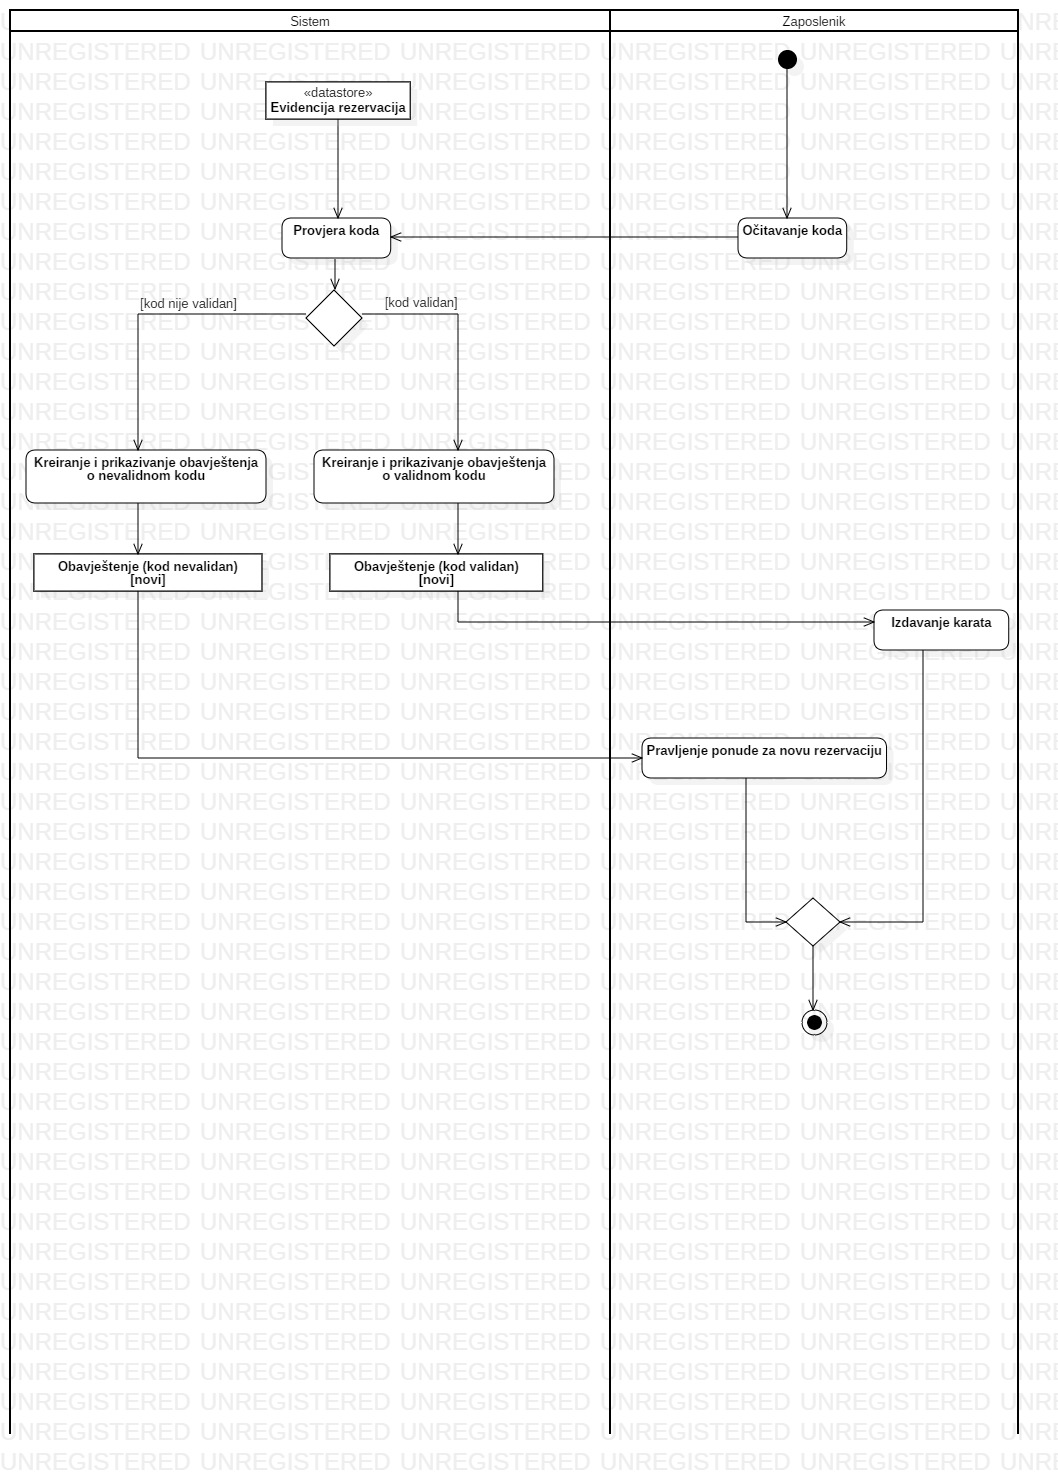 Sistem
Zaposlenik
«datastore»
Evidencija rezervacija
Provjera koda
Očitavanje koda
[kod nije validan]
[kod validan]
Kreiranje i prikazivanje obavještenja
o nevalidnom kodu
Kreiranje i prikazivanje obavještenja
o validnom kodu
Obavještenje (kod nevalidan)
[novi]
Obavještenje (kod validan)
[novi]
Izdavanje karata
Pravljenje ponude za novu rezervaciju
UNREGISTERED